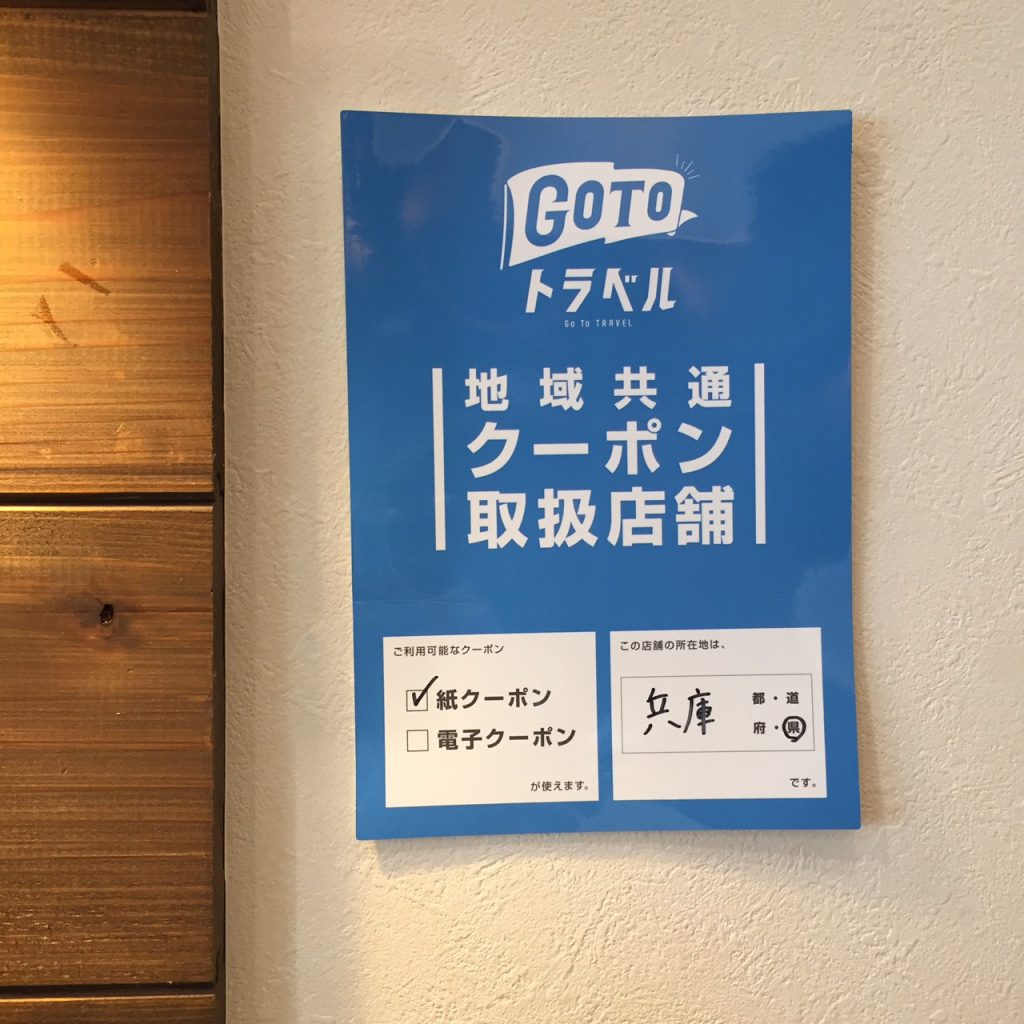 GOTO
トラベル
Go To TRAVEL
地域共通
クーポン
取扱店舗
ご利用可能なクーポン
紙クーポン
電子クーポン
が使えます。
この店舗の所在地は、
兵庫
都・道
府・県
です。